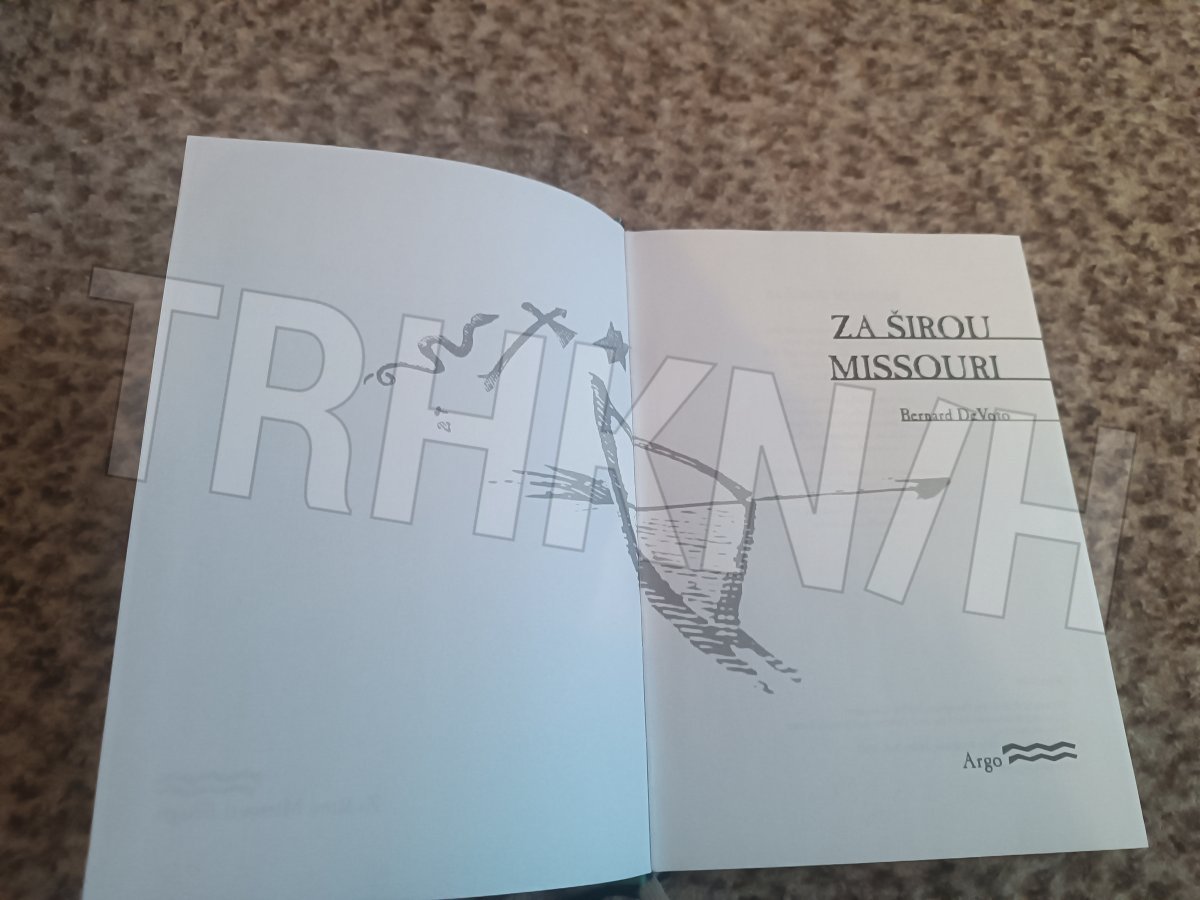 ZA ŠIROU
MISSOURI
Bernard DeVoto
Argo
TRHKNIH